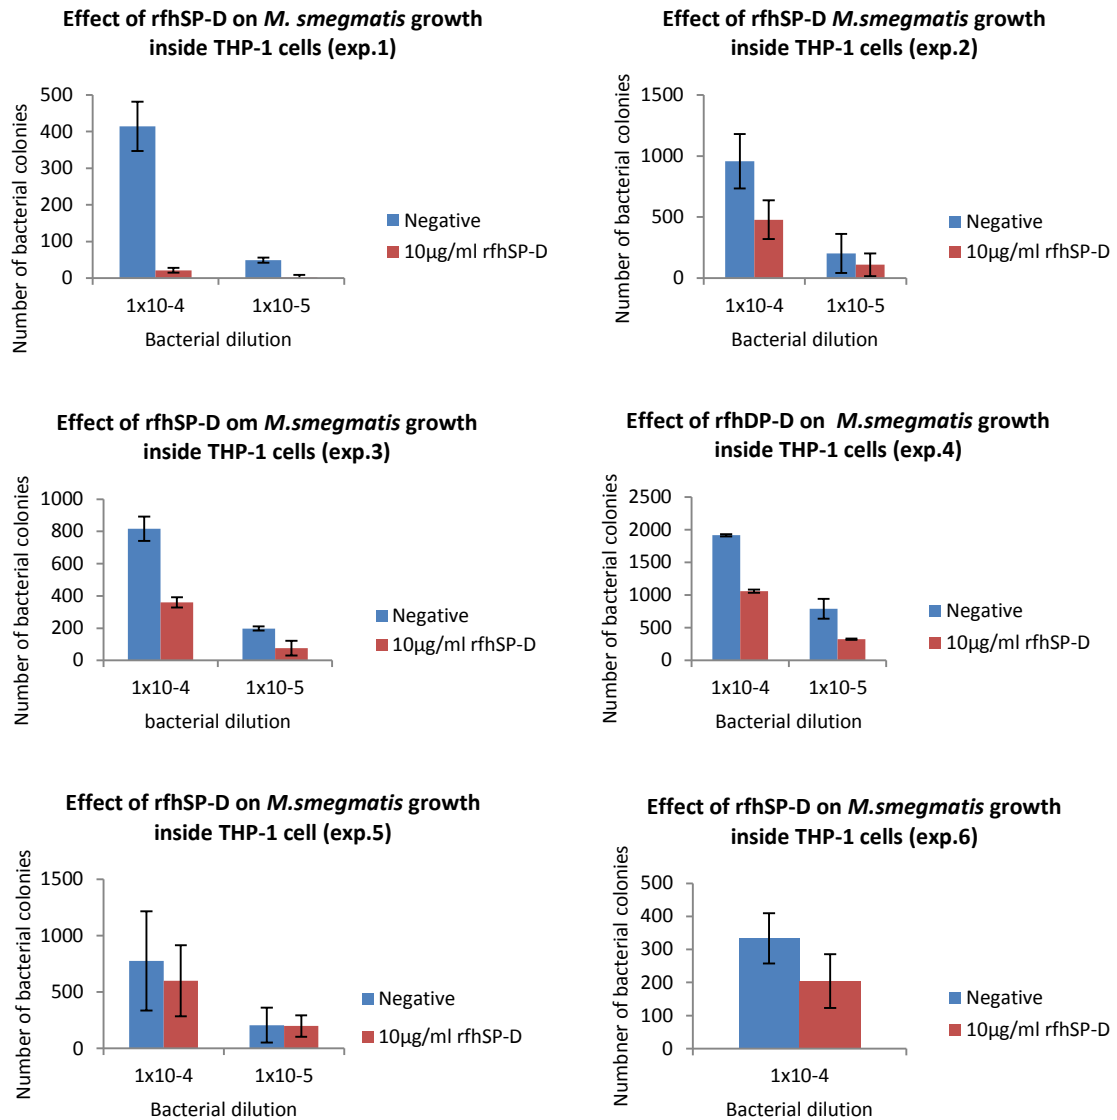 Effect of rfhSP-D on M. smegmatis growth
inside THP-1 cells (exp.1)
Number of bacterial colonies
500
400
300
200
100
0
1x10-4
1x10-5
Bacterial dilution
Negative
10µg/ml rfhSP-D
Effect of rfhSP-D M.smegmatis growth
inside THP-1 cells (exp.2)
Number of bacterial colonies
1500
1000
500
0
1x10-4
1x10-5
Bacterial dilution
Negative
10µg/ml rfhSP-D
Effect of rfhSP-D om M.smegmatis growth
inside THP-1 cells (exp.3)
Number of bacterial colonies
1000
800
600
400
200
0
1x10-4
1x10-5
bacterial dilution
Negative
10µg/ml rfhSP-D
Effect of rfhDP-D on M.smegmatis growth
inside THP-1 cells (exp.4)
Number of bacterial colonies
2500
2000
1500
1000
500
0
1x10-4
1x10-5
Bacterial dilution
Negative
10µg/ml rfhSP-D
Effect of rfhSP-D on M.smegmatis growth
inside THP-1 cell (exp.5)
Number of bacterial colonies
1500
1000
500
0
1x10-4
1x10-5
Bacterial dilution
Negative
10µg/ml rfhSP-D
Effect of rfhSP-D on M.smegmatis growth
inside THP-1 cells (exp.6)
Numbner of bacterial colonies
500
400
300
200
100
0
1x10-4
Bacterial dilution
Negative
10µg/ml rfhSP-D